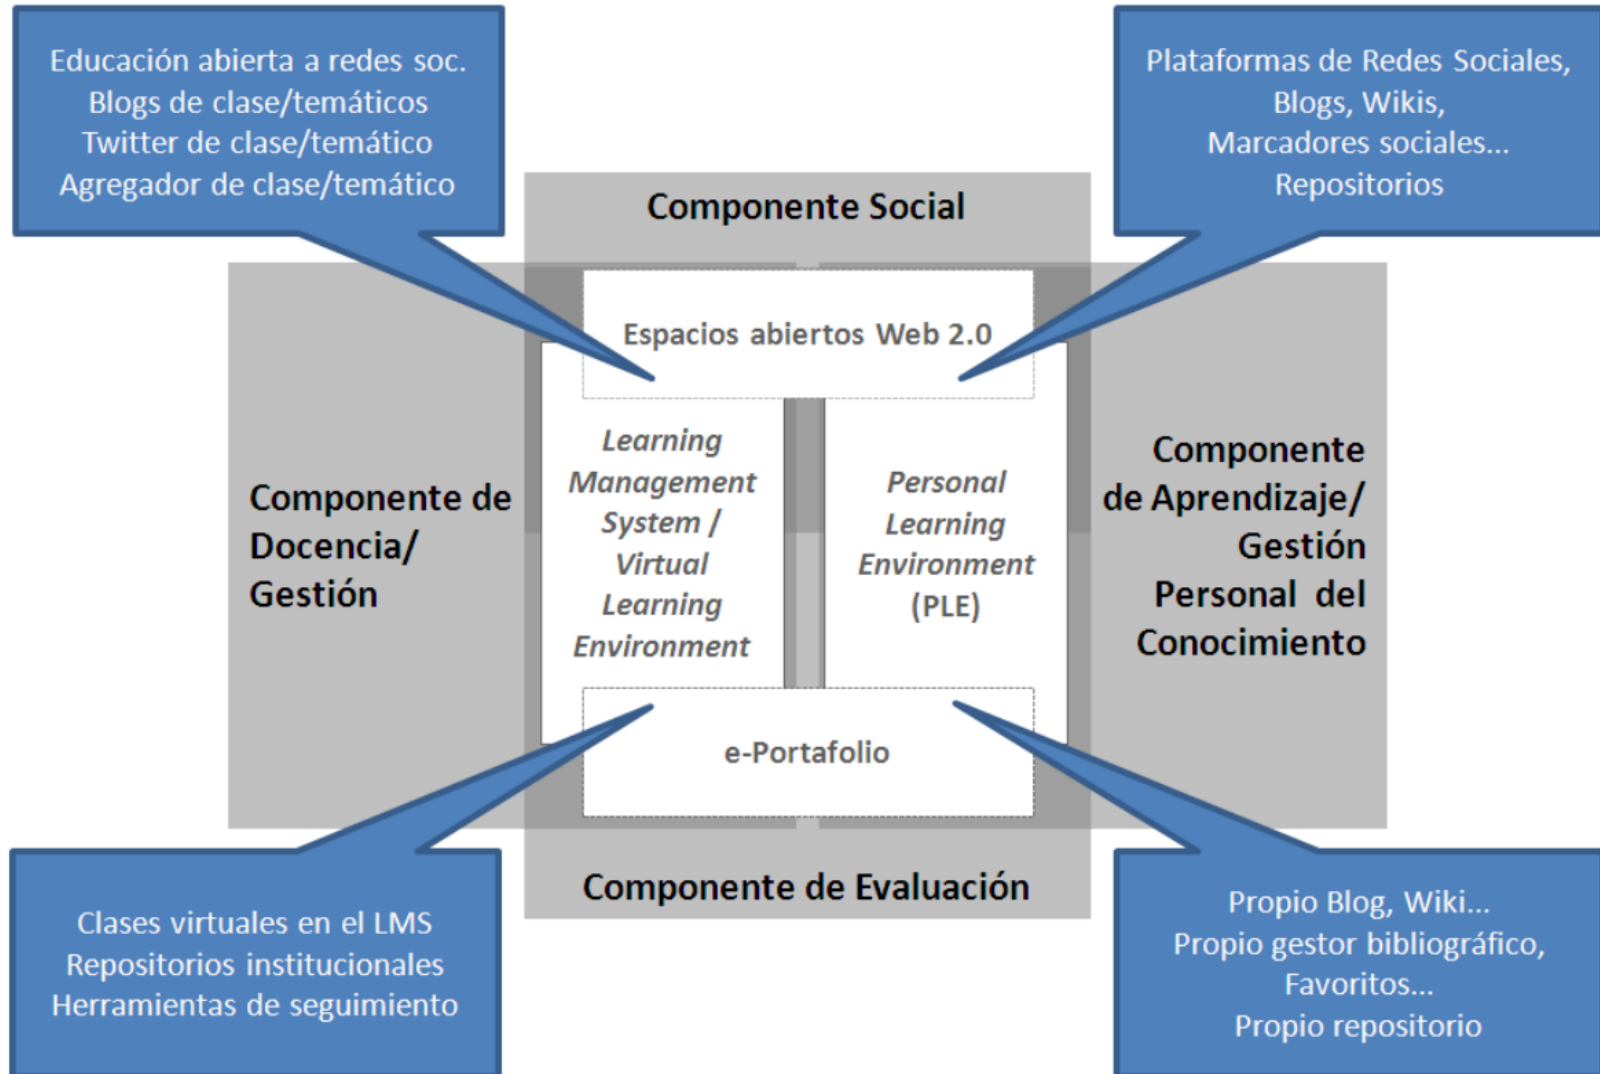 Educación abierta a redes soc.
Blogs de clase/temáticos
Twitter de clase/temático
Agregador de clase/temático
Plataformas de Redes Sociales,
Blogs, Wikis,
Marcadores sociales...
Repositorios
Componente Social
Espacios abiertos Web 2.0
Componente de
Docencia/
Gestión
Learning
Management
System /
Virtual
Learning
Environment
Personal
Learning
Environment
(PLE)
Componente
de Aprendizaje/
Gestión
Personal del
Conocimiento
e-Portafolio
Componente de Evaluación
Clases virtuales en el LMS
Repositorios institucionales
Herramientas de seguimiento
Propio Blog, Wiki...
Propio gestor bibliográfico,
Favoritos...
Propio repositorio